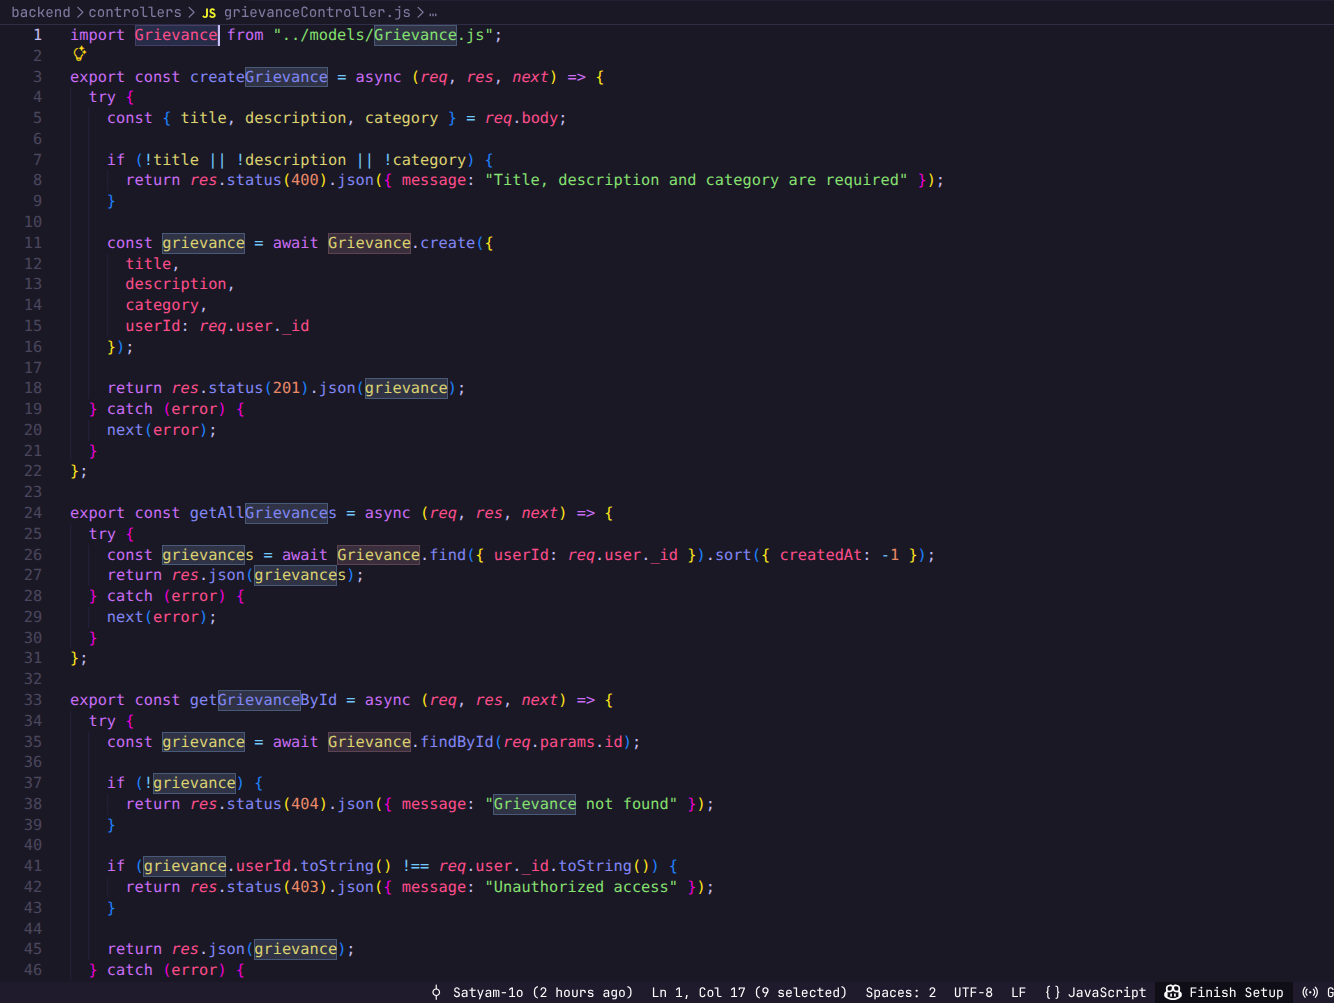 backend > controllers > JS grievanceController.js > …
1 import Grievance from "../models/Grievance.js";
2
3 export const createGrievance = async (req, res, next) => {
4   try {
5     const { title, description, category } = req.body;
6
7     if (!title || !description || !category) {
8       return res.status(400).json({ message: "Title, description and category are required" });
9     }
10
11     const grievance = await Grievance.create({
12       title,
13       description,
14       category,
15       userId: req.user._id
16     });
17
18     return res.status(201).json(grievance);
19   } catch (error) {
20     next(error);
21   }
22 };
23
24 export const getAllGrievances = async (req, res, next) => {
25   try {
26     const grievances = await Grievance.find({ userId: req.user._id }).sort({ createdAt: -1 });
27     return res.json(grievances);
28   } catch (error) {
29     next(error);
30   }
31 };
32
33 export const getGrievanceById = async (req, res, next) => {
34   try {
35     const grievance = await Grievance.findById(req.params.id);
36
37     if (!grievance) {
38       return res.status(404).json({ message: "Grievance not found" });
39     }
40
41     if (grievance.userId.toString() !== req.user._id.toString()) {
42       return res.status(403).json({ message: "Unauthorized access" });
43     }
44
45     return res.json(grievance);
46   } catch (error) {
Satyam-1o (2 hours ago) Ln 1, Col 17 (9 selected) Spaces: 2 UTF-8 LF {} JavaScript Finish Setup G